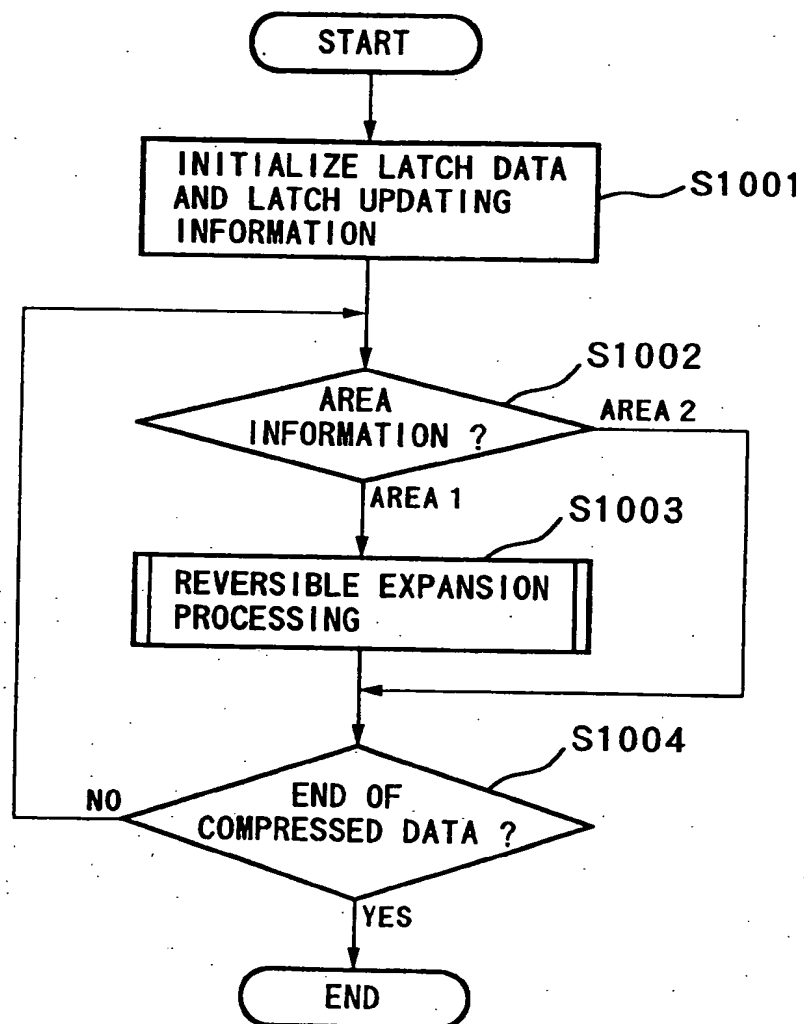 START
INITIALIZE LATCH DATA
AND LATCH UPDATING
INFORMATION
S1001
S1002
AREA
INFORMATION ?
AREA 2
AREA 1
S1003
REVERSIBLE EXPANSION
PROCESSING
S1004
END OF
COMPRESSED DATA ?
NO
YES
END